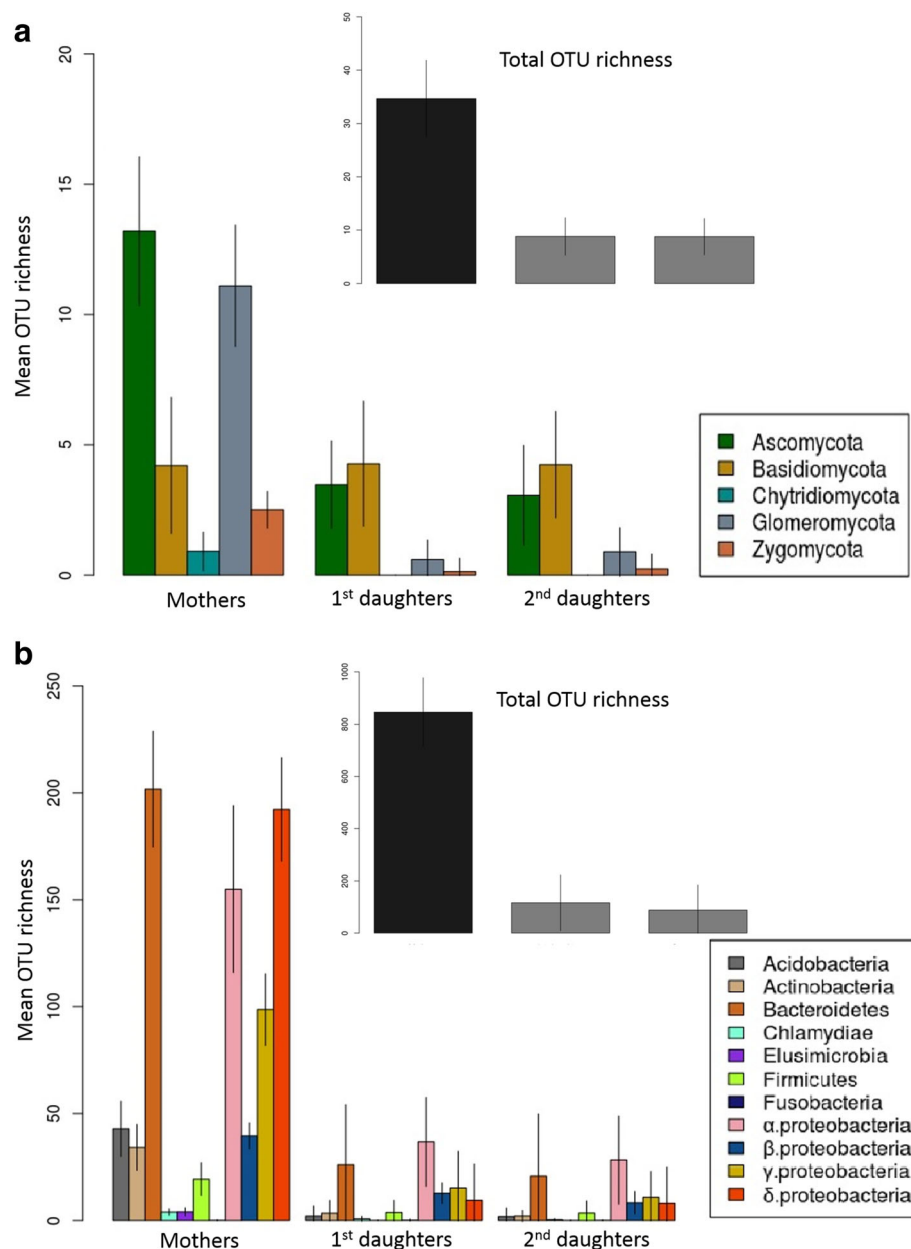 a
50
40
30
20
10
0
Total OTU richness
20
15
10
5
0
Mean OTU richness
Mothers
1st daughters
2nd daughters
Ascomycota
Basidiomycota
Chytridiomycota
Glomeromycota
Zygomycota
b
1000
800
600
400
200
0
Total OTU richness
250
200
150
100
50
0
Mean OTU richness
Mothers
1st daughters
2nd daughters
Acidobacteria
Actinobacteria
Bacteroidetes
Chlamydiae
Elusimicrobia
Firmicutes
Fusobacteria
α.proteobacteria
β.proteobacteria
γ.proteobacteria
δ.proteobacteria